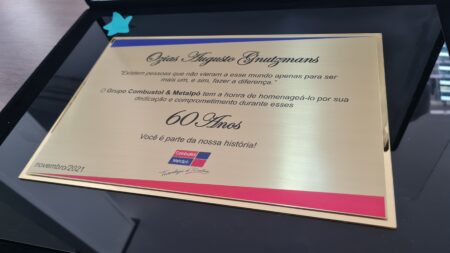 Ozias Augusto Gnutzmans
"Existem pessoas que não vieram a esse mundo apenas para ser
mais um, e sim, fazer a diferença."
O Grupo Combustol & Metalpó tem a honra de homenageá-lo por sua
dedicação e comprometimento durante esses
60 Anos
Você é parte da nossa história!
Combustol
Metalpó
novembro/2021